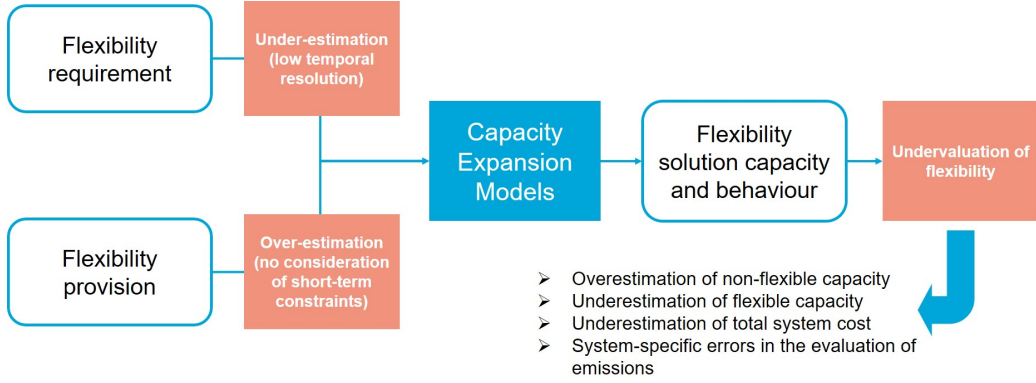 Flexibility
requirement
Under-estimation
(low temporal
resolution)
Capacity
Expansion
Models
Flexibility
solution capacity
and behaviour
Undervaluation of
flexibility
Flexibility
provision
Over-estimation
(no consideration
of short-term
constraints)
➢ Overestimation of non-flexible capacity
➢ Underestimation of flexible capacity
➢ Underestimation of total system cost
➢ System-specific errors in the evaluation of
emissions